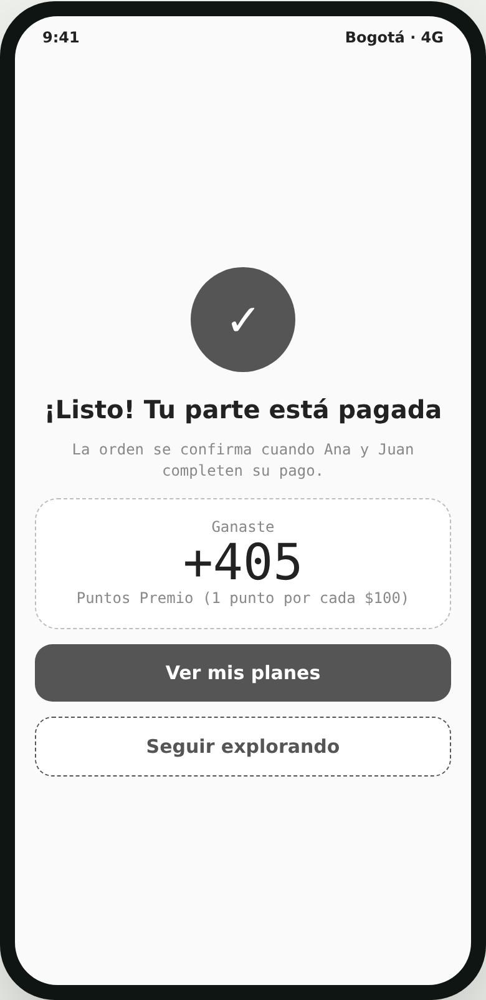 9:41
Bogotá · 4G
✓
¡Listo! Tu parte está pagada
La orden se confirma cuando Ana y Juan
completen su pago.
Ganaste
+405
Puntos Premio (1 punto por cada $100)
Ver mis planes
Seguir explorando